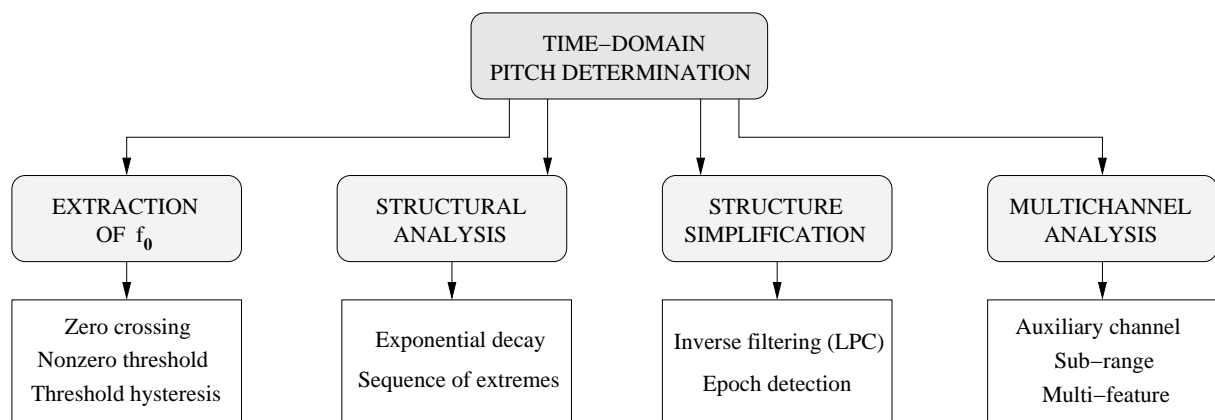 TIME−DOMAIN
PITCH DETERMINATION
EXTRACTION
OF f0
STRUCTURAL
ANALYSIS
STRUCTURE
SIMPLIFICATION
MULTICHANNEL
ANALYSIS
Zero crossing
Nonzero threshold
Threshold hysteresis
Exponential decay
Sequence of extremes
Inverse filtering (LPC)
Epoch detection
Auxiliary channel
Sub−range
Multi−feature